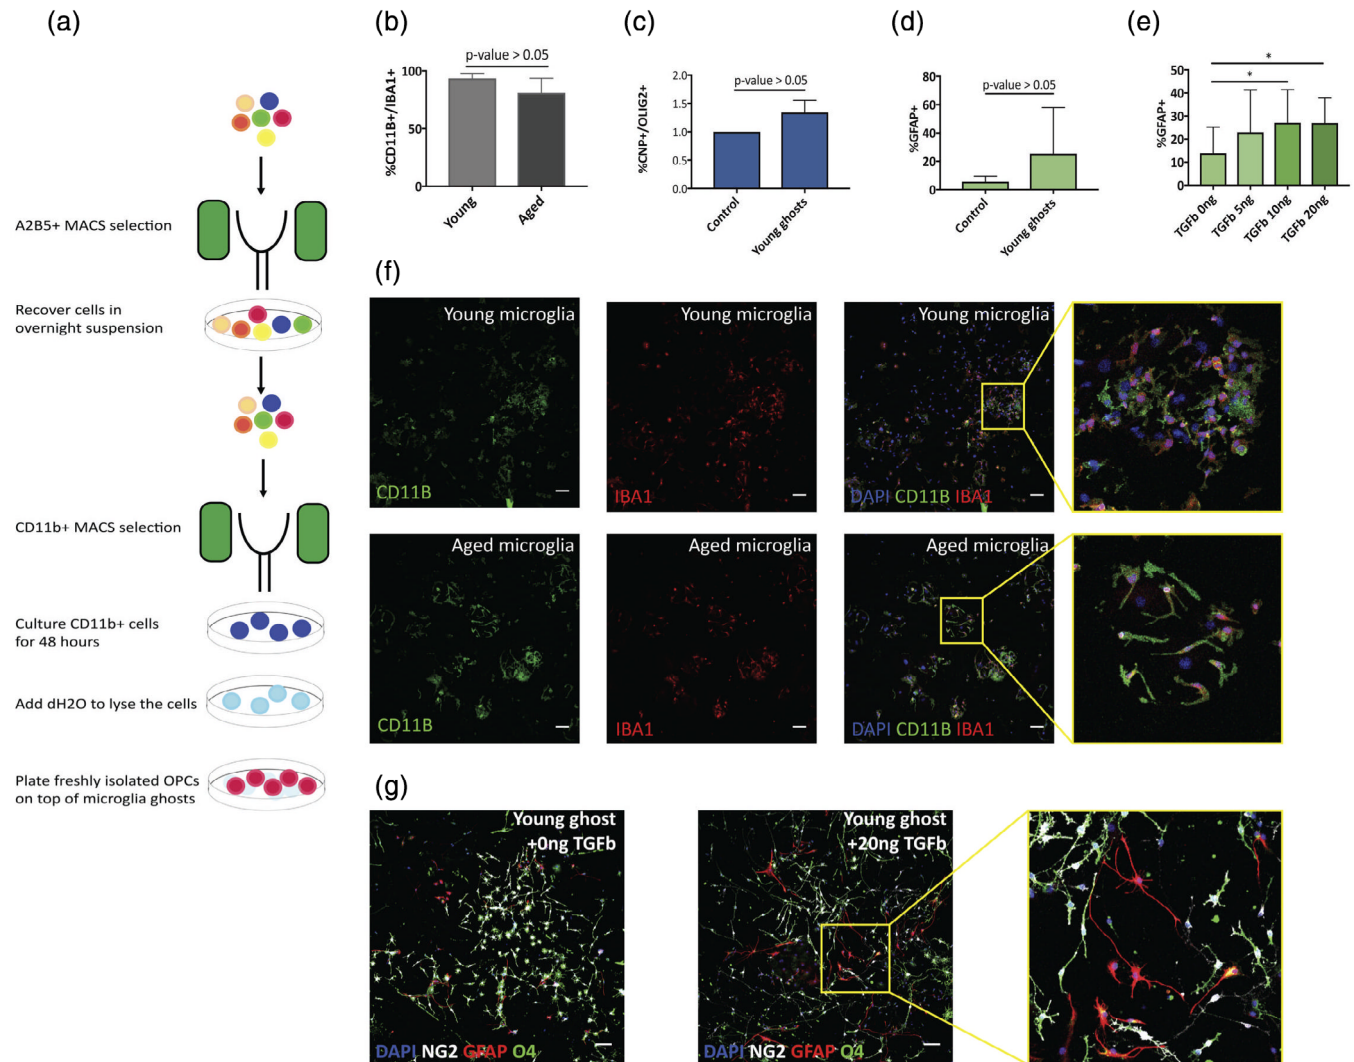 (a)
A2B5+ MACS selection
Recover cells in
overnight suspension
CD11b+ MACS selection
Culture CD11b+ cells
for 48 hours
Add dH2O to lyse the cells
Plate freshly isolated OPCs
on top of microglia ghosts
(b)
p-value > 0.05
%CD11B+/IBA1+
100
50
0
Young
Aged
(c)
p-value > 0.05
%CNP+/OLIG2+
2.0
1.5
1.0
0.5
0.0
Control
Young ghosts
(d)
p-value > 0.05
%GFAP+
80
60
40
20
0
Control
Young ghosts
(e)
*
*
%GFAP+
50
40
30
20
10
0
TGFb 0ng
TGFb 5ng
TGFb 10ng
TGFb 20ng
(f)
Young microglia
CD11B
Young microglia
IBA1
Young microglia
DAPI CD11B IBA1
Aged microglia
CD11B
Aged microglia
IBA1
Aged microglia
DAPI CD11B IBA1
(g)
Young ghost
+0ng TGFb
DAPI NG2 GFAP O4
Young ghost
+20ng TGFb
DAPI NG2 GFAP O4